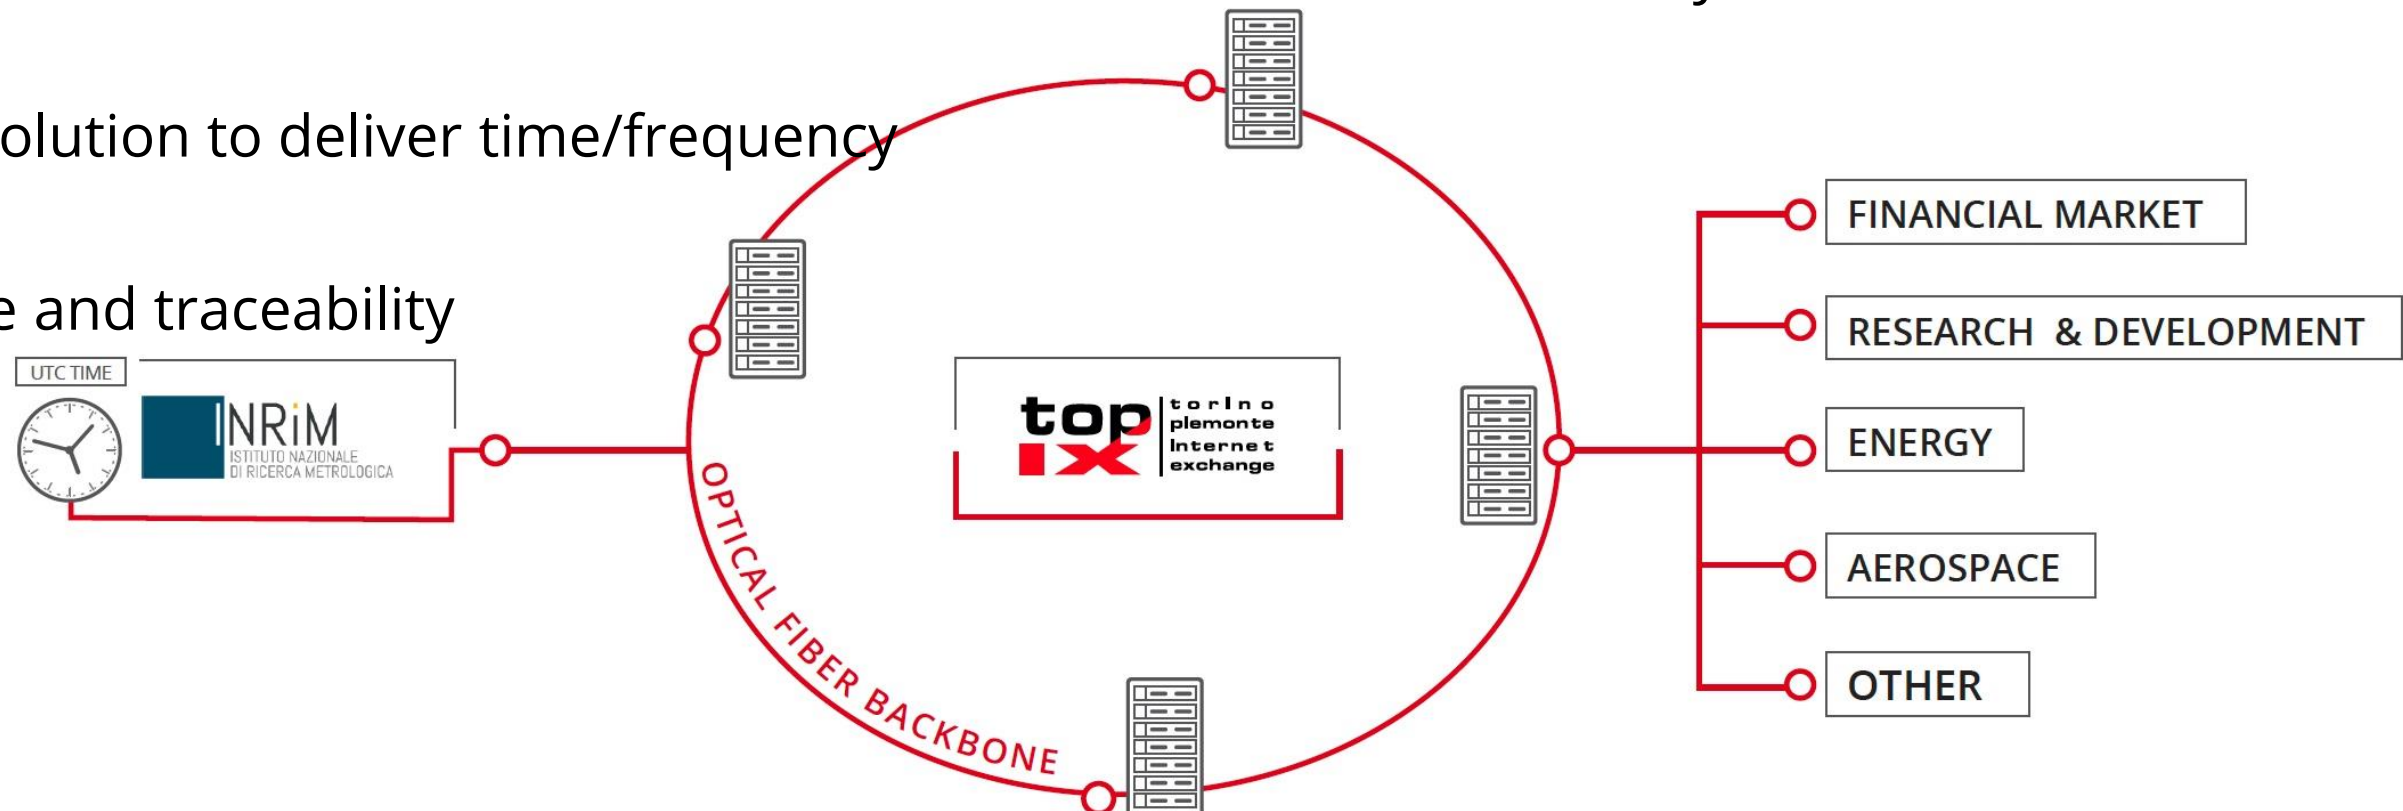 olution to deliver time/frequency
e and traceability
UTC TIME
INRiM
ISTITUTO NAZIONALE
DI RICERCA METROLOGICA
top
ix
torIno
pIemonte
Internet
exchange
OPTICAL FIBER BACKBONE
FINANCIAL MARKET
RESEARCH & DEVELOPMENT
ENERGY
AEROSPACE
OTHER